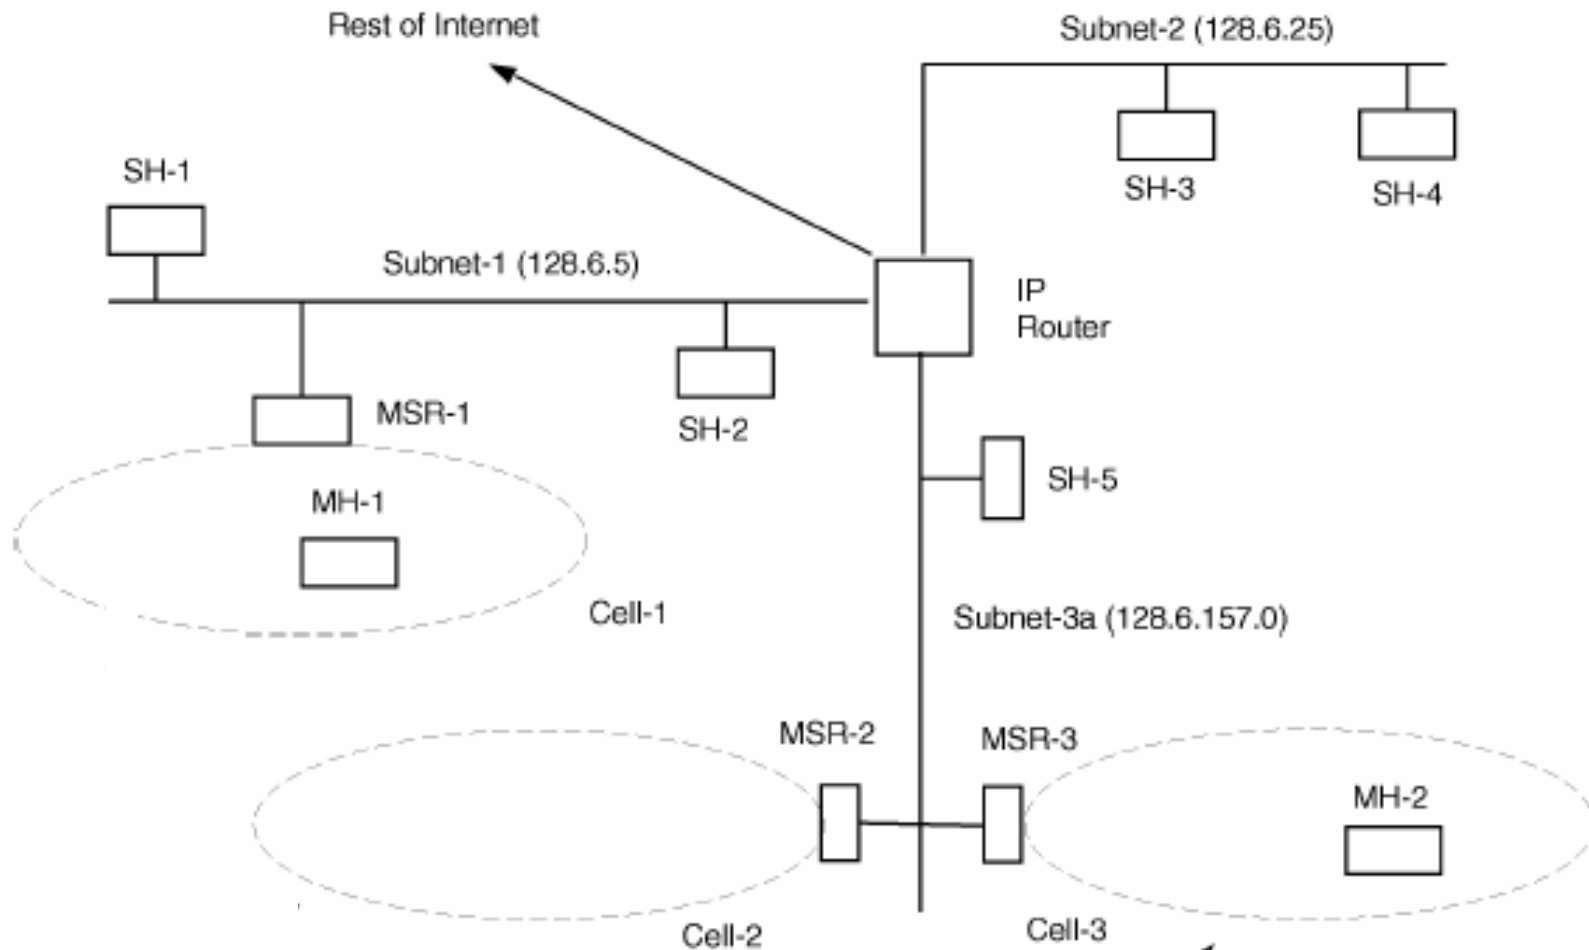 Rest of Internet
Subnet-2 (128.6.25)
SH-1
SH-3
SH-4
Subnet-1 (128.6.5)
IP
Router
MSR-1
SH-2
SH-5
MH-1
Cell-1
Subnet-3a (128.6.157.0)
MSR-2
MSR-3
MH-2
Cell-2
Cell-3